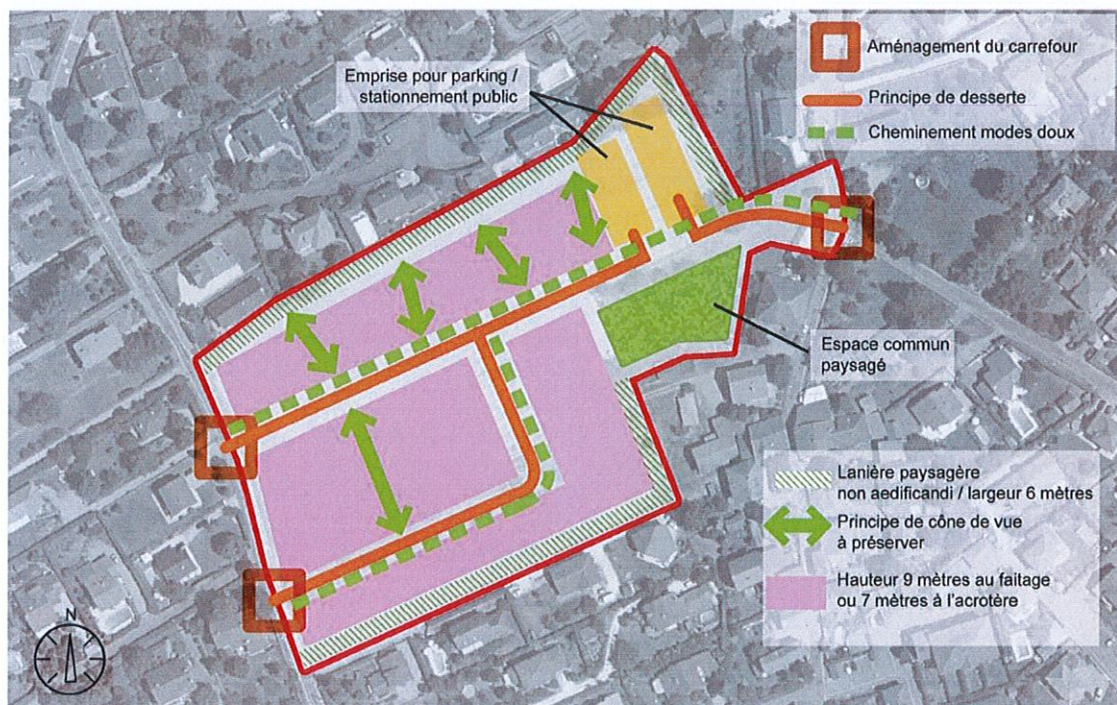 Emprise pour parking /
stationnement public
Aménagement du carrefour
Principe de desserte
Cheminement modes doux
Espace commun
paysagé
Lanière paysagère
non aedificandi / largeur 6 mètres
Principe de cône de vue
à préserver
Hauteur 9 mètres au faitage
ou 7 mètres à l'acrotère
N